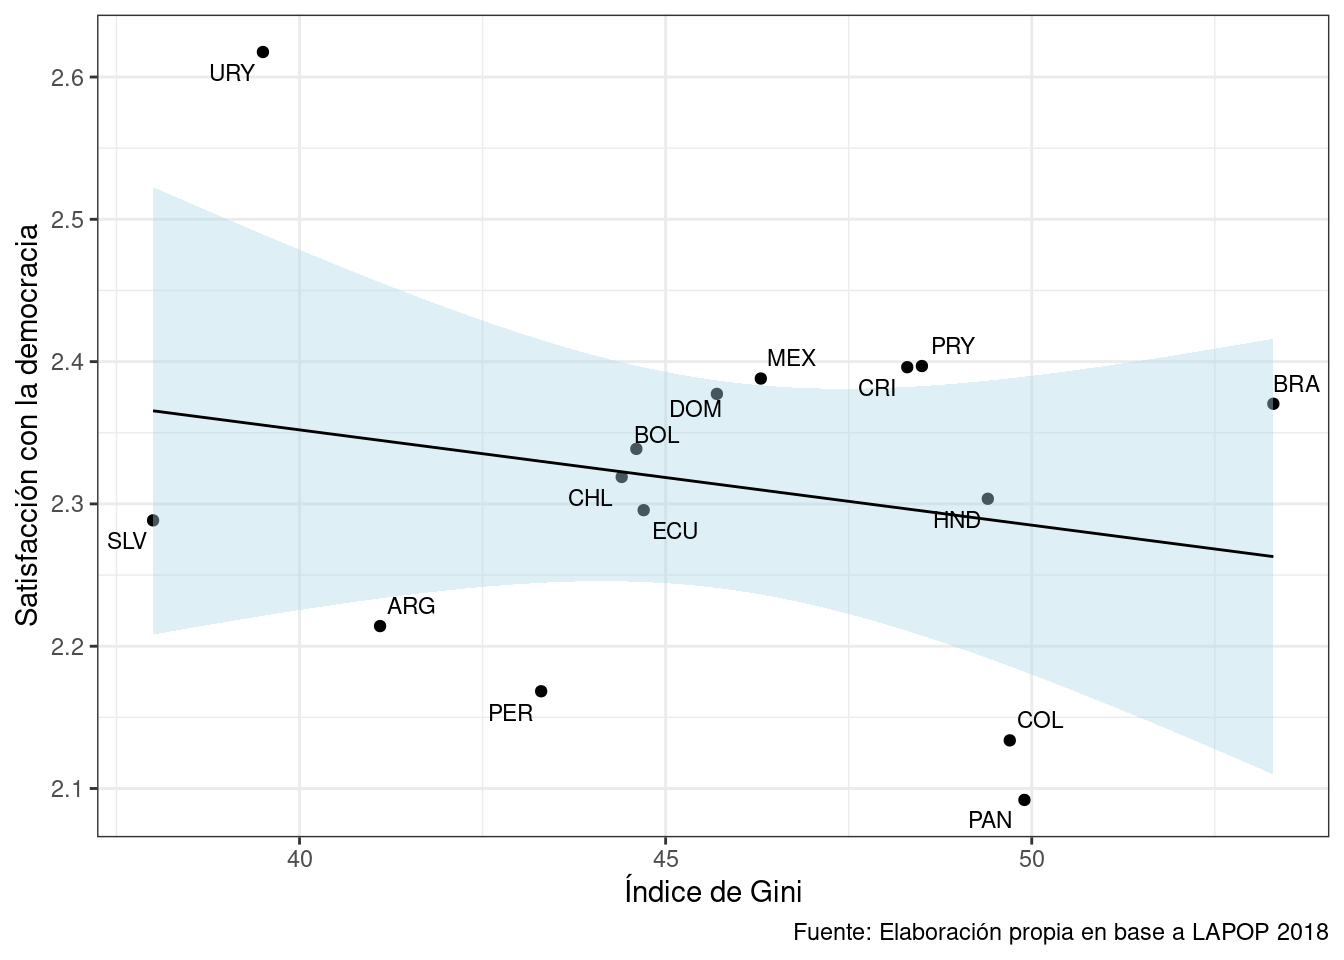 Satisfacción con la democracia
2.6
2.5
2.4
2.3
2.2
2.1
URY
MEX
PRY
CRI
BRA
DOM
BOL
CHL
ECU
HND
SLV
ARG
PER
COL
PAN
40 45 50
Índice de Gini
Fuente: Elaboración propia en base a LAPOP 2018